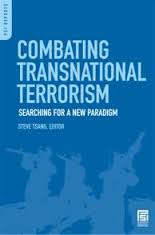 PSI REPORTS
COMBATING
TRANSNATIONAL
TERRORISM
SEARCHING FOR A NEW PARADIGM
STEVE TSANG, EDITOR